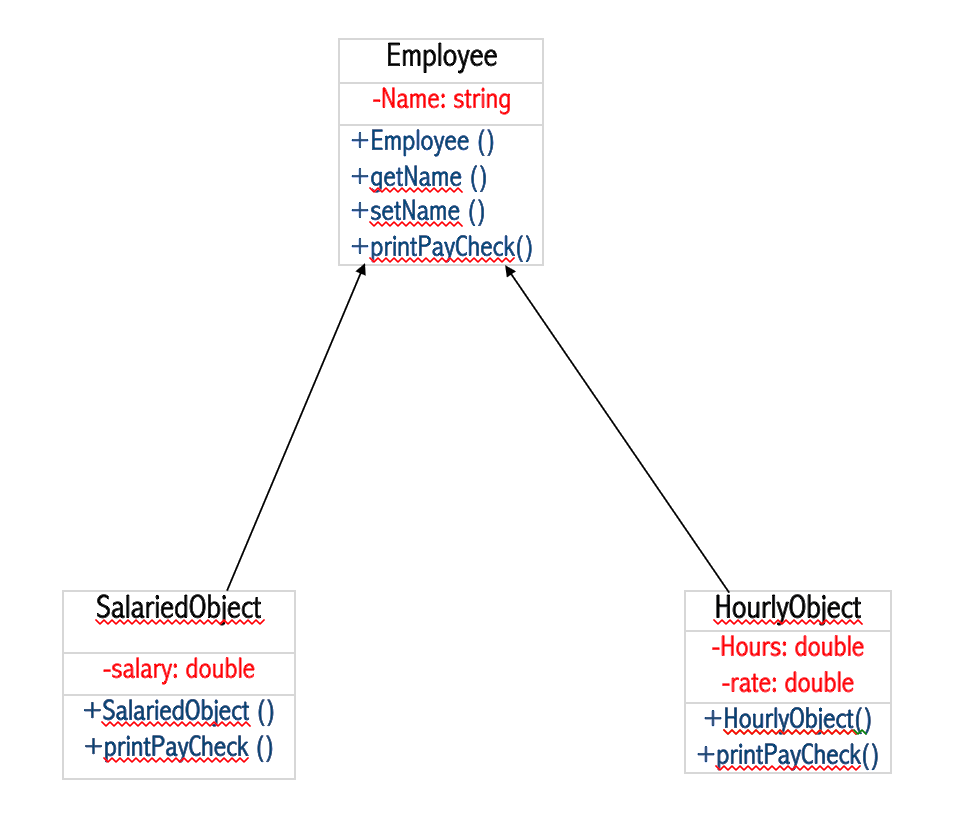 Employee
-Name: string
+Employee ()
+getName ()
+setName ()
+printPayCheck()
SalariedObject
-salary: double
+SalariedObject ()
+printPayCheck ()
HourlyObject
-Hours: double
-rate: double
+HourlyObject()
+printPayCheck()